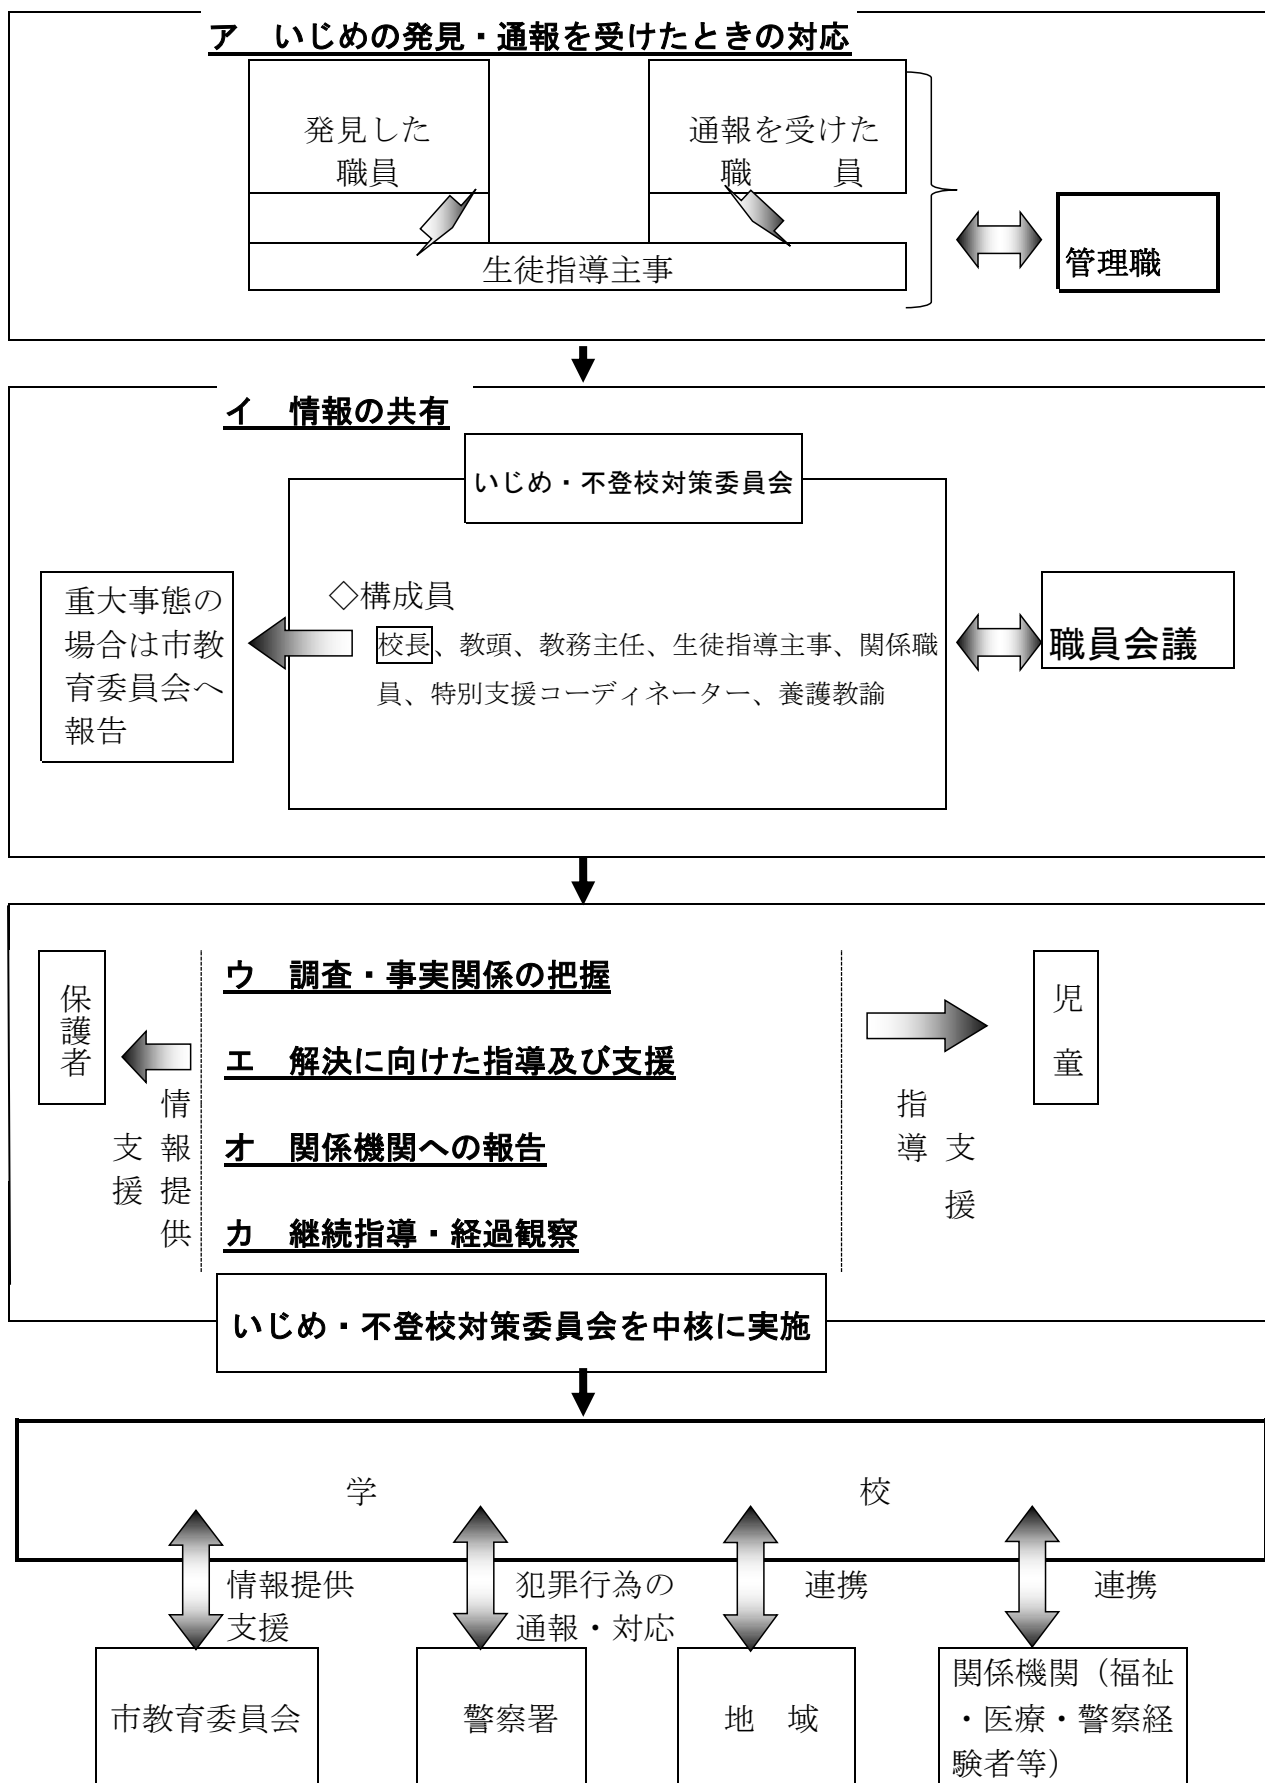 ア　いじめの発見・通報を受けたときの対応
発見した
職員
通報を受けた
職　　員
生徒指導主事
管理職
イ　情報の共有
いじめ・不登校対策委員会
重大事態の
場合は市教
育委員会へ
報告
◇構成員
校長、教頭、教務主任、生徒指導主事、関係職
員、特別支援コーディネーター、養護教諭
職員会議
保護者
情報提供
支援
ウ　調査・事実関係の把握
エ　解決に向けた指導及び支援
オ　関係機関への報告
カ　継続指導・経過観察
児童
指導
支援
いじめ・不登校対策委員会を中核に実施
学　　校
情報提供
支援
犯罪行為の
通報・対応
連携
連携
市教育委員会
警察署
地　域
関係機関（福祉
・医療・警察経
験者等）